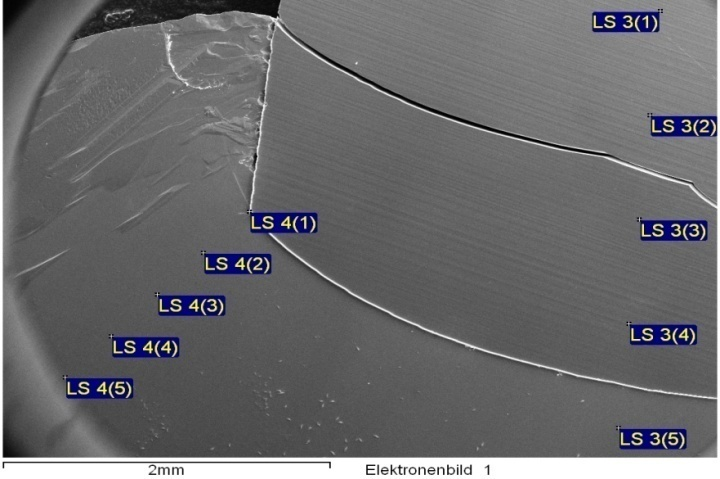 LS 3(1)
LS 3(2)
LS 4(1)
LS 3(3)
LS 4(2)
LS 4(3)
LS 3(4)
LS 4(4)
LS 4(5)
LS 3(5)
2mm
Elektronenbild 1